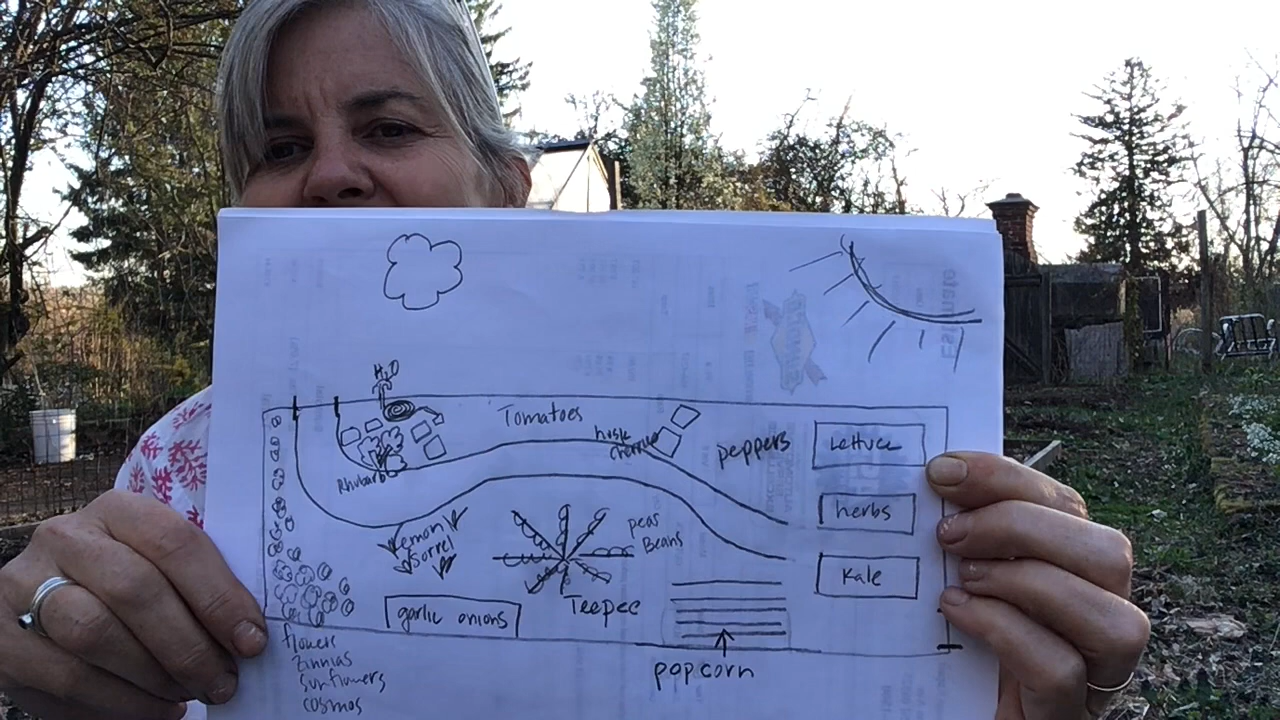 H2O
Tomatoes
husk
cherries
peppers
Lettuce
Rhubarb
herbs
Lemon
Sorrel
peas
Beans
Kale
garlic onions
Teepee
popcorn
flowers
zinnias
sunflowers
cosmos
Estimate